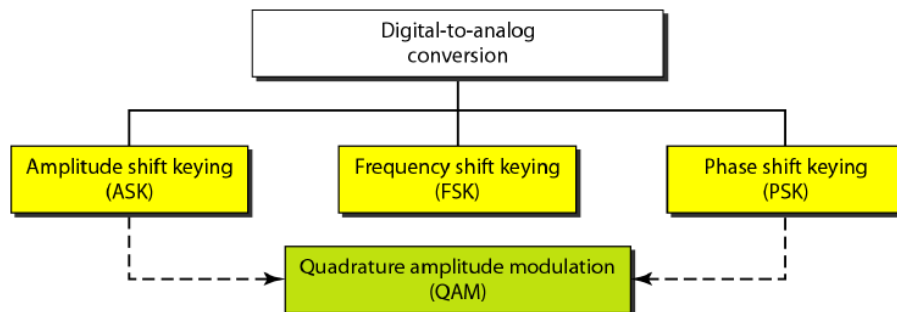 Digital-to-analog
conversion
Amplitude shift keying
(ASK)
Frequency shift keying
(FSK)
Phase shift keying
(PSK)
Quadrature amplitude modulation
(QAM)